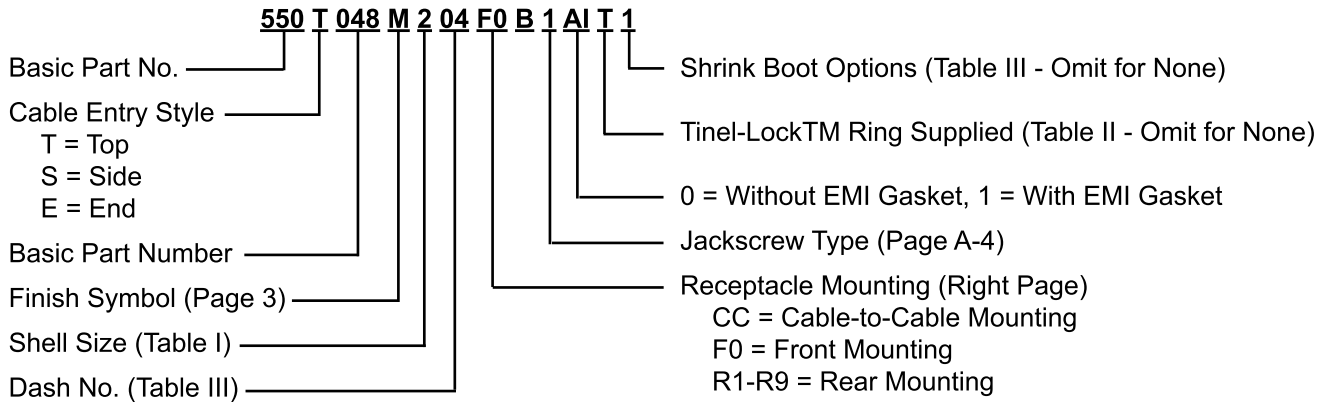 550 T 048 M 2 04 F0 B 1 AI T 1
Basic Part No.
Cable Entry Style
T = Top
S = Side
E = End
Basic Part Number
Finish Symbol (Page 3)
Shell Size (Table I)
Dash No. (Table III)
Shrink Boot Options (Table III - Omit for None)
Tinel-LockTM Ring Supplied (Table II - Omit for None)
0 = Without EMI Gasket, 1 = With EMI Gasket
Jackscrew Type (Page A-4)
Receptacle Mounting (Right Page)
CC = Cable-to-Cable Mounting
F0 = Front Mounting
R1-R9 = Rear Mounting